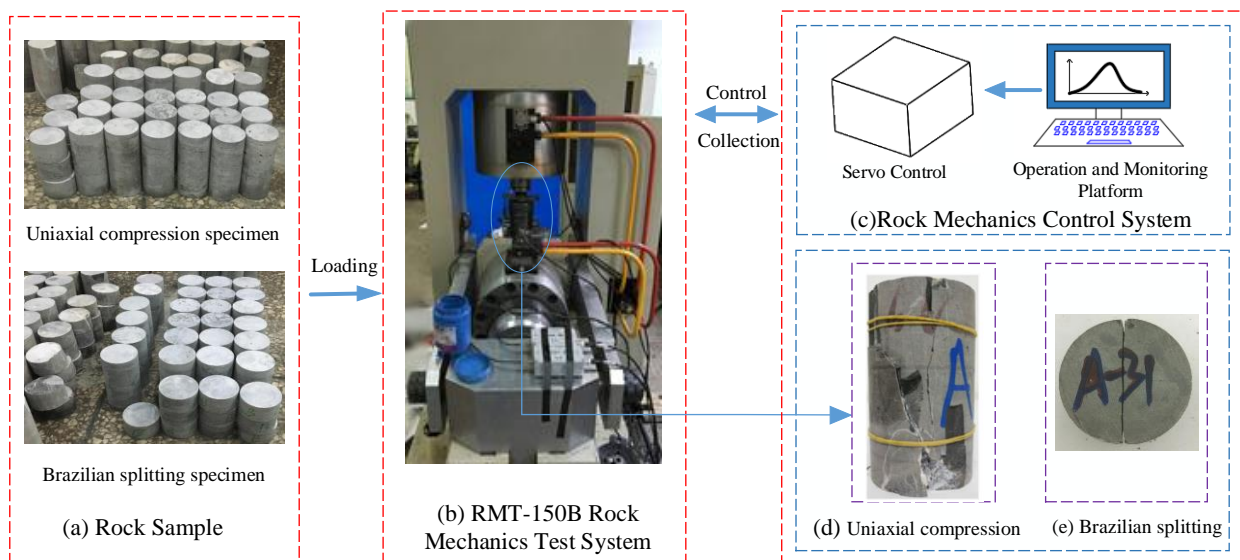 Uniaxial compression specimen
Brazilian splitting specimen
(a) Rock Sample
Loading
(b) RMT-150B Rock
Mechanics Test System
Control
Collection
Servo Control
Operation and Monitoring
Platform
(c)Rock Mechanics Control System
A
A-31
(d) Uniaxial compression
(e) Brazilian splitting